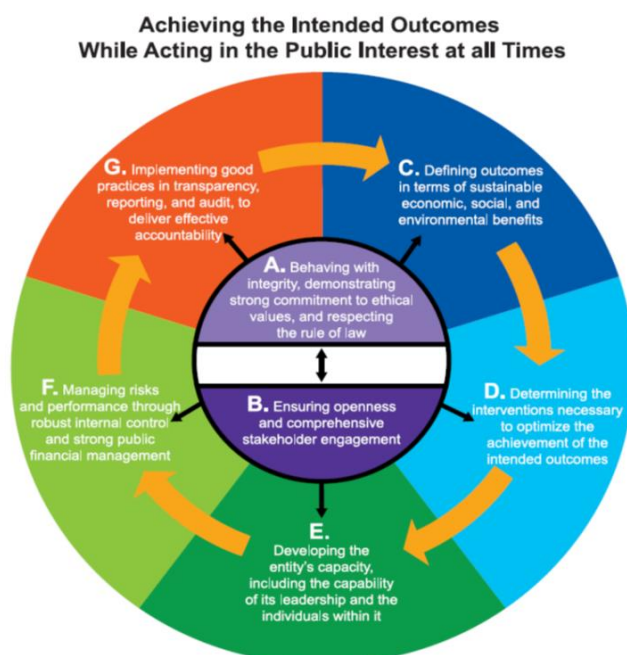 Achieving the Intended Outcomes
While Acting in the Public Interest at all Times
G. Implementing good
practices in transparency,
reporting, and audit, to
deliver effective
accountability
C. Defining outcomes
in terms of sustainable
economic, social, and
environmental benefits
A. Behaving with
integrity, demonstrating
strong commitment to ethical
values, and respecting
the rule of law
B. Ensuring openness
and comprehensive
stakeholder engagement
F. Managing risks
and performance through
robust internal control
and strong public
financial management
D. Determining the
interventions necessary
to optimize the
achievement of the
intended outcomes
E.
Developing the
entity's capacity,
including the capability
of its leadership and the
individuals within it